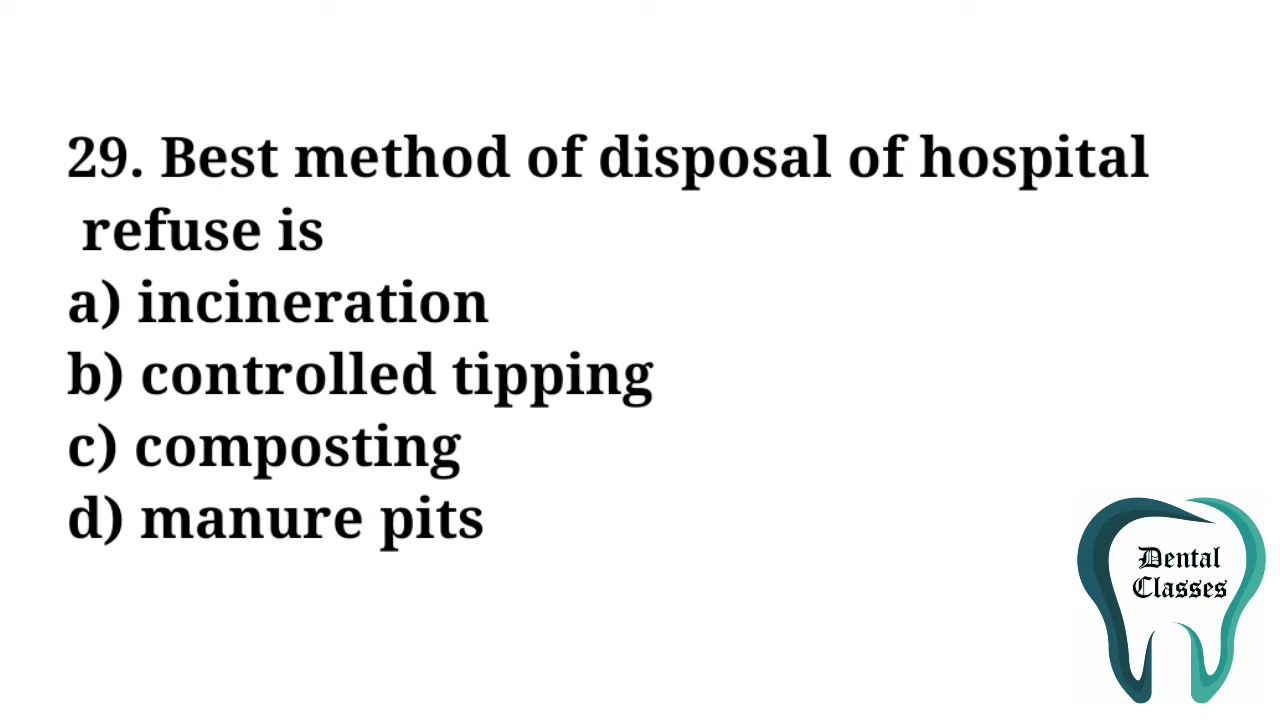 29. Best method of disposal of hospital
refuse is
a) incineration
b) controlled tipping
c) composting
d) manure pits
Dental
Classes